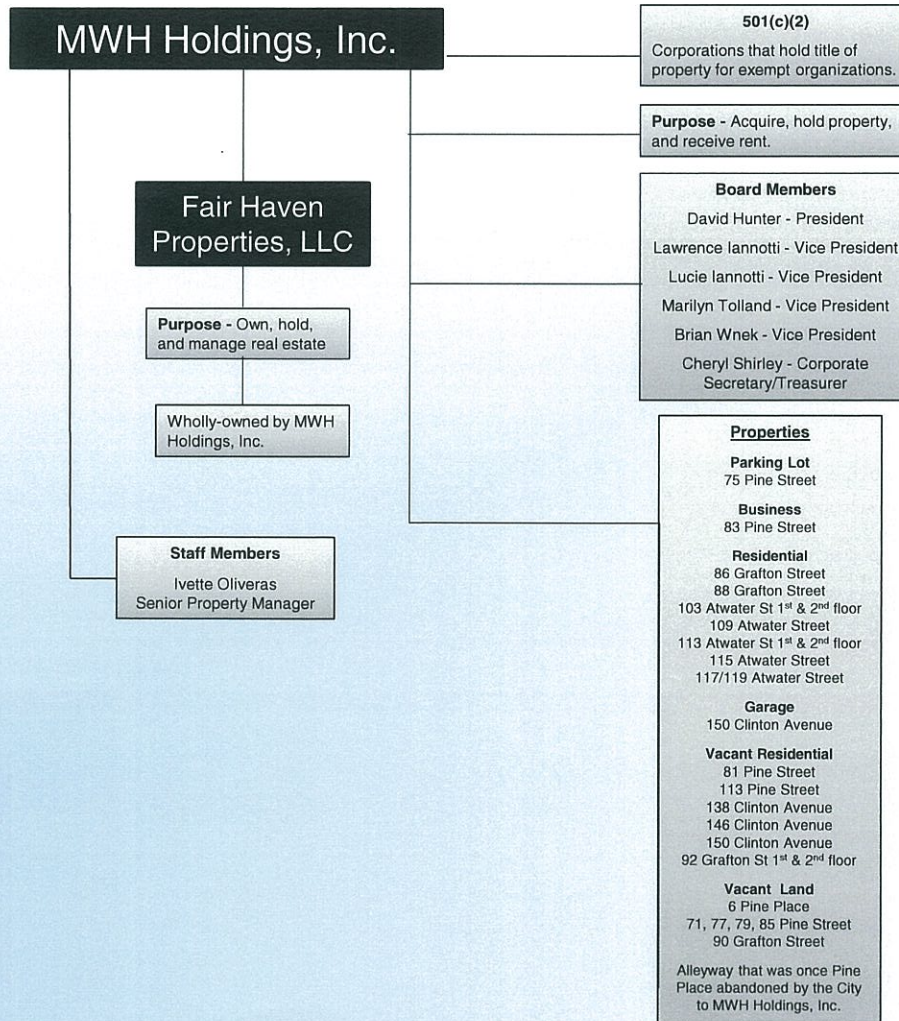 MWH Holdings, Inc.
501(c)(2)
Corporations that hold title of
property for exempt organizations.
Purpose - Acquire, hold property,
and receive rent.
Board Members
David Hunter - President
Lawrence Iannotti - Vice President
Lucie Iannotti - Vice President
Marilyn Tolland - Vice President
Brian Wnek - Vice President
Cheryl Shirley - Corporate
Secretary/Treasurer
Fair Haven
Properties, LLC
Purpose - Own, hold,
and manage real estate
Wholly-owned by MWH
Holdings, Inc.
Staff Members
Ivette Oliveras
Senior Property Manager
Properties
Parking Lot
75 Pine Street
Business
83 Pine Street
Residential
86 Grafton Street
88 Grafton Street
103 Atwater St 1st & 2nd floor
109 Atwater Street
113 Atwater St 1st & 2nd floor
115 Atwater Street
117/119 Atwater Street
Garage
150 Clinton Avenue
Vacant Residential
81 Pine Street
113 Pine Street
138 Clinton Avenue
146 Clinton Avenue
150 Clinton Avenue
92 Grafton St 1st & 2nd floor
Vacant Land
6 Pine Place
71, 77, 79, 85 Pine Street
90 Grafton Street
Alleyway that was once Pine
Place abandoned by the City
to MWH Holdings, Inc.